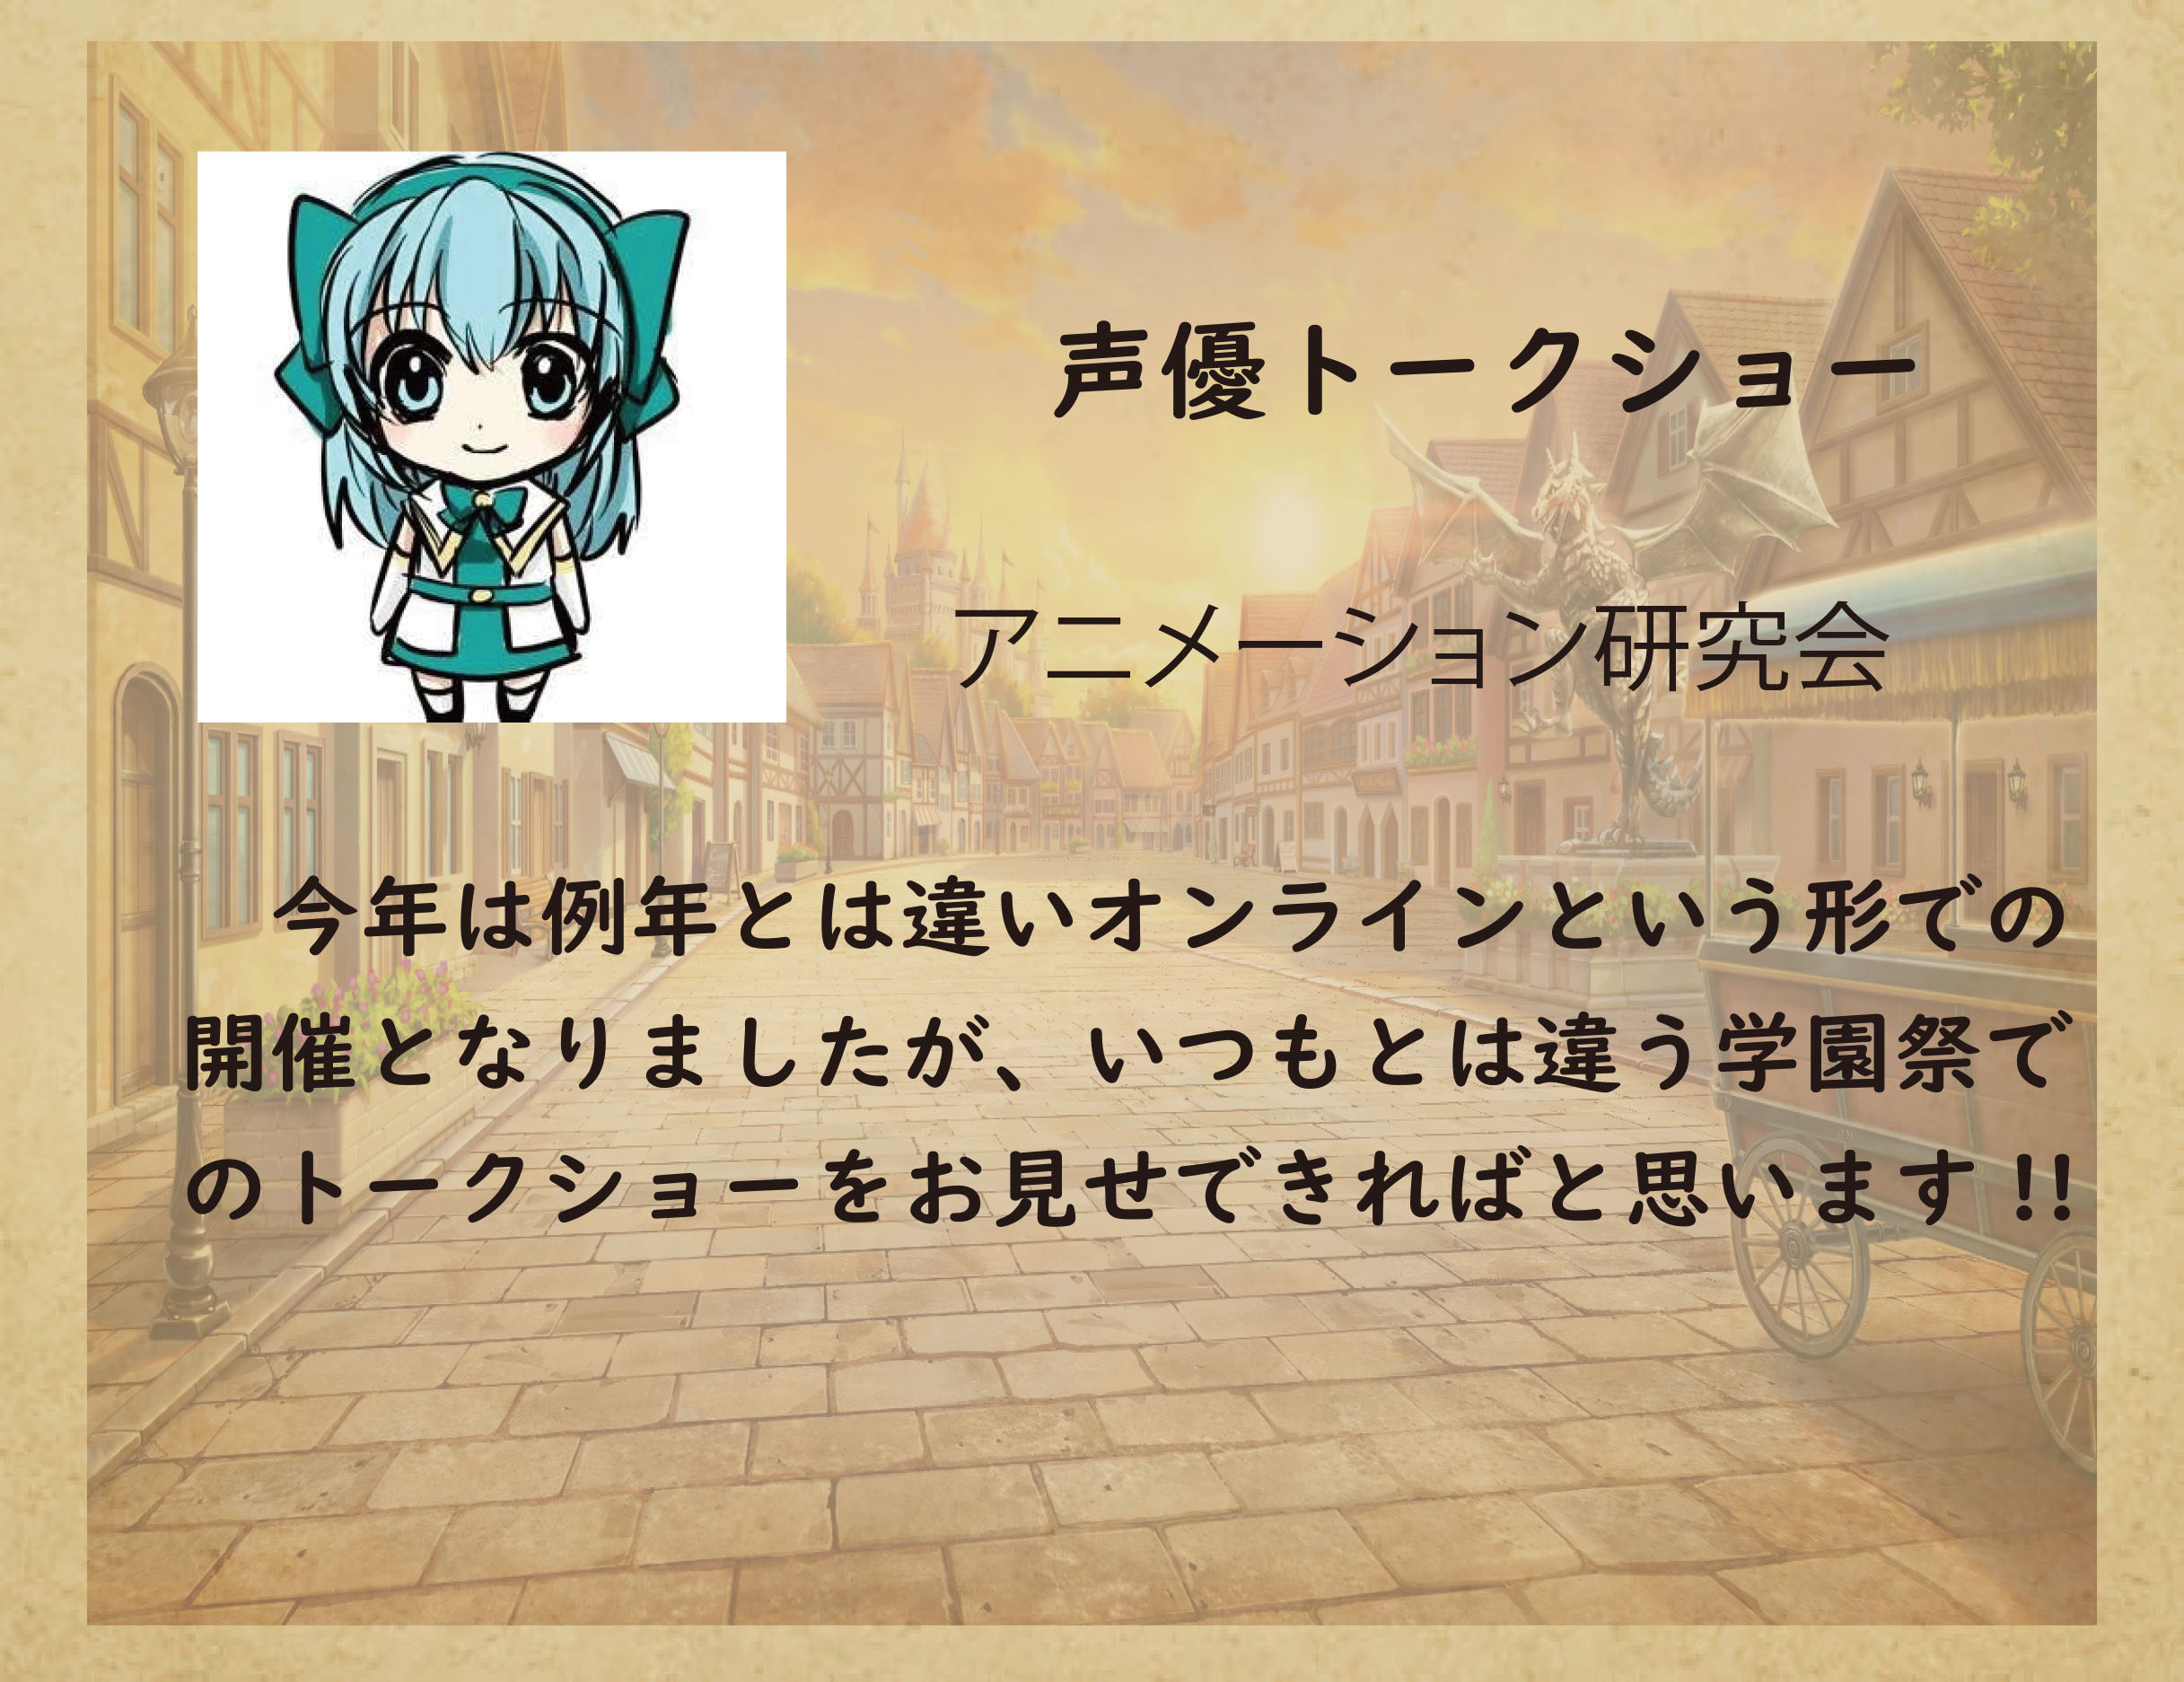 声優トークショー
アニメーション研究会
今年は例年とは違いオンラインという形での
開催となりましたが、いつもとは違う学園祭で
のトークショーをお見せできればと思います!!